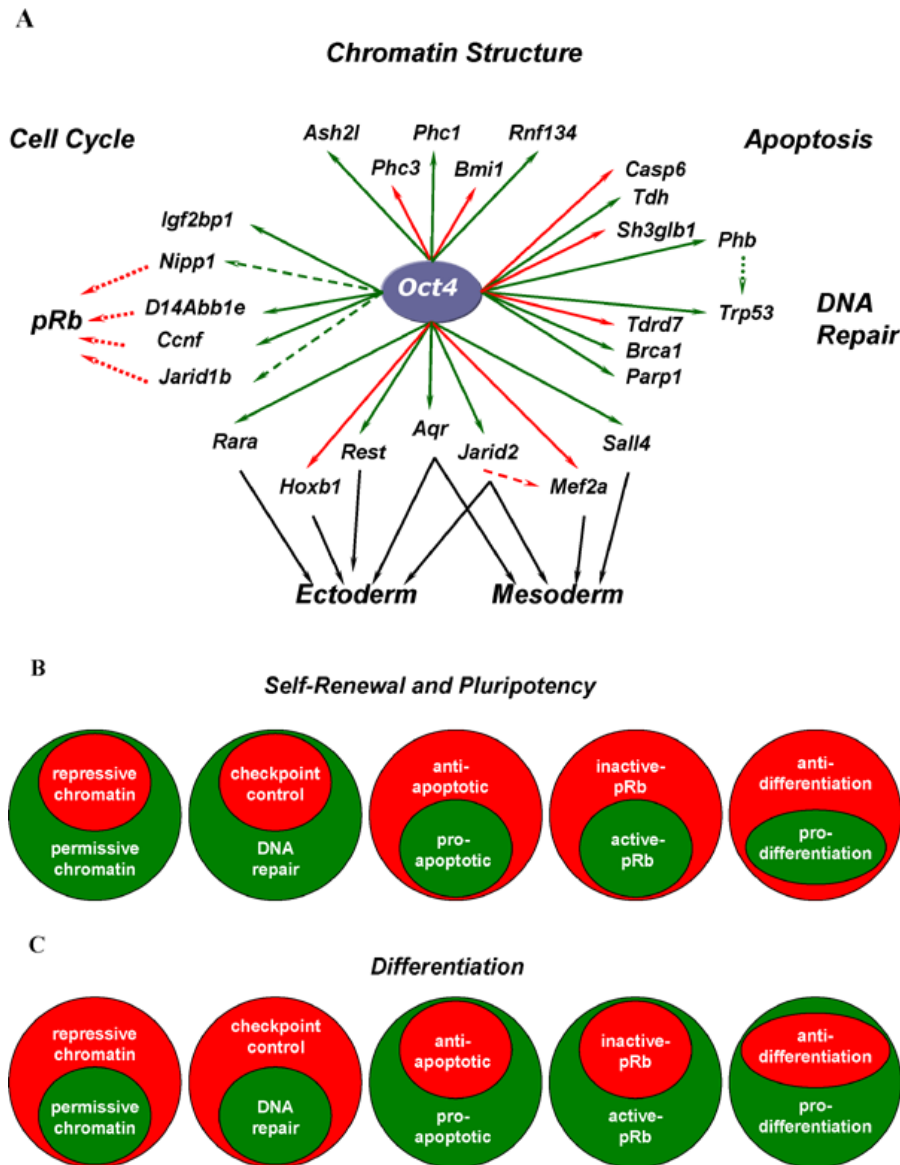 A
Chromatin Structure
Cell Cycle
Ash2l
Phc1
Rnf134
Apoptosis
Phc3
Bmi1
Casp6
Tdh
Igf2bp1
Sh3glb1
Phb
Nipp1
Oct4
D14Abb1e
Trp53
DNA
Repair
pRb
Ccnf
Tdrd7
Brca1
Jarid1b
Parp1
Rara
Rest
Aqr
Jarid2
Sall4
Hoxb1
Mef2a
Ectoderm
Mesoderm
B
Self-Renewal and Pluripotency
repressive
chromatin
permissive
chromatin
checkpoint
control
DNA
repair
anti-
apoptotic
pro-
apoptotic
inactive-
pRb
active-
pRb
anti-
differentiation
pro-
differentiation
C
Differentiation
repressive
chromatin
permissive
chromatin
checkpoint
control
DNA
repair
anti-
apoptotic
pro-
apoptotic
inactive-
pRb
active-
pRb
anti-
differentiation
pro-
differentiation